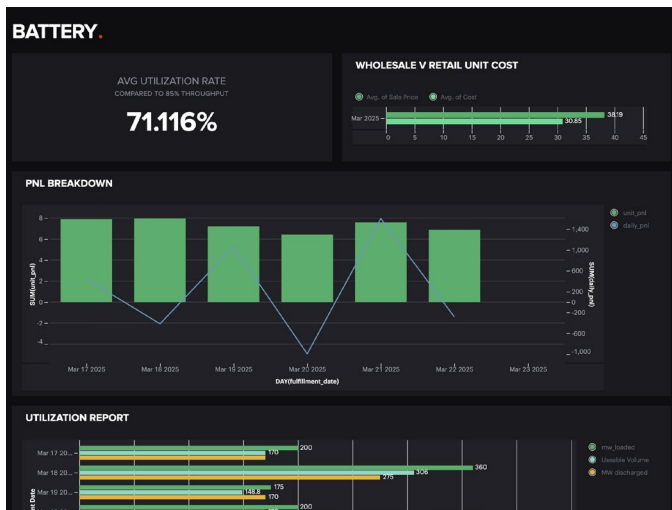 BATTERY.
AVG UTILIZATION RATE
COMPARED TO 85% THROUGHPUT
71.116%
WHOLESALE V RETAIL UNIT COST
Avg. of Sale Price Avg. of Cost
Mar 2025
38.19
30.85
0 5 10 15 20 25 30 35 40 45
PNL BREAKDOWN
unit_pnl
daily_pnl
SUM(unit_pnl)
8
6
4
2
0
-2
-4
1,400
1,000
600
200
0
-200
-600
-1,000
SUM(daily_pnl)
Mar 17 2025 Mar 18 2025 Mar 19 2025 Mar 20 2025 Mar 21 2025 Mar 22 2025 Mar 23 2025
DAY(fulfillment_date)
UTILIZATION REPORT
mw_loaded
Useable Volume
MW discharged
Mar 17 20...
200
170
Mar 18 20...
360
306
275
Mar 19 20...
175
148.8
170
200